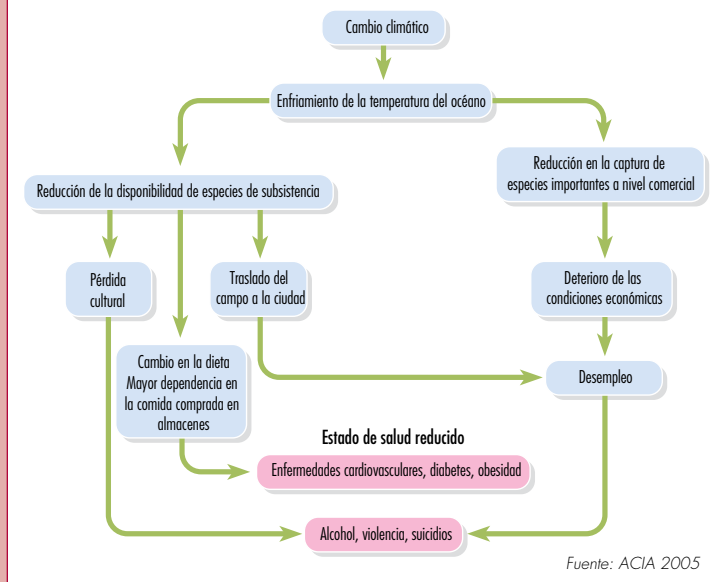 Cambio climático
Enfriamiento de la temperatura del océano
Reducción de la disponibilidad de especies de subsistencia
Reducción en la captura de
especies importantes a nivel comercial
Pérdida
cultural
Traslado del
campo a la ciudad
Deterioro de las
condiciones económicas
Cambio en la dieta
Mayor dependencia en
la comida comprada en
almacenes
Desempleo
Estado de salud reducido
Enfermedades cardiovasculares, diabetes, obesidad
Alcohol, violencia, suicidios
Fuente: ACIA 2005